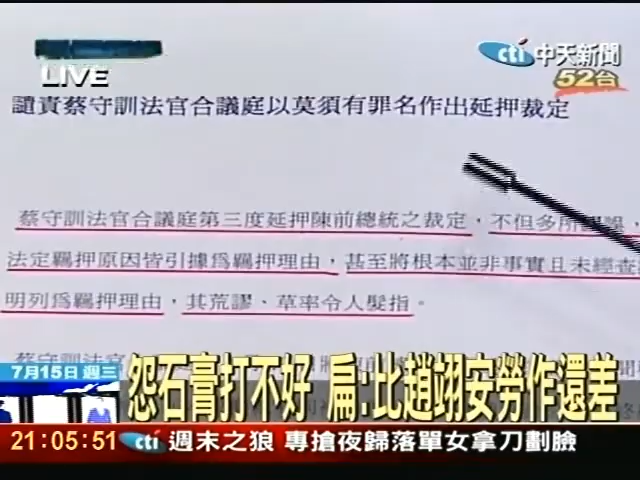 LIVE
cti 中天新聞
52台
譴責蔡守訓法官合議庭以莫須有罪名作出延押裁定
蔡守訓法官合議庭第三度延押陳前總統之裁定，不但多所
法定羈押原因皆引據為羈押理由，甚至將根本並非事實且未經查
明列為羈押理由，其荒謬、草率令人髮指。
蔡守訓法官
7月15日 週三
怨石膏打不好 扁:比趙翊安勞作還差
21:05:51 cti 週末之狼 專搶夜歸落單女拿刀劃臉